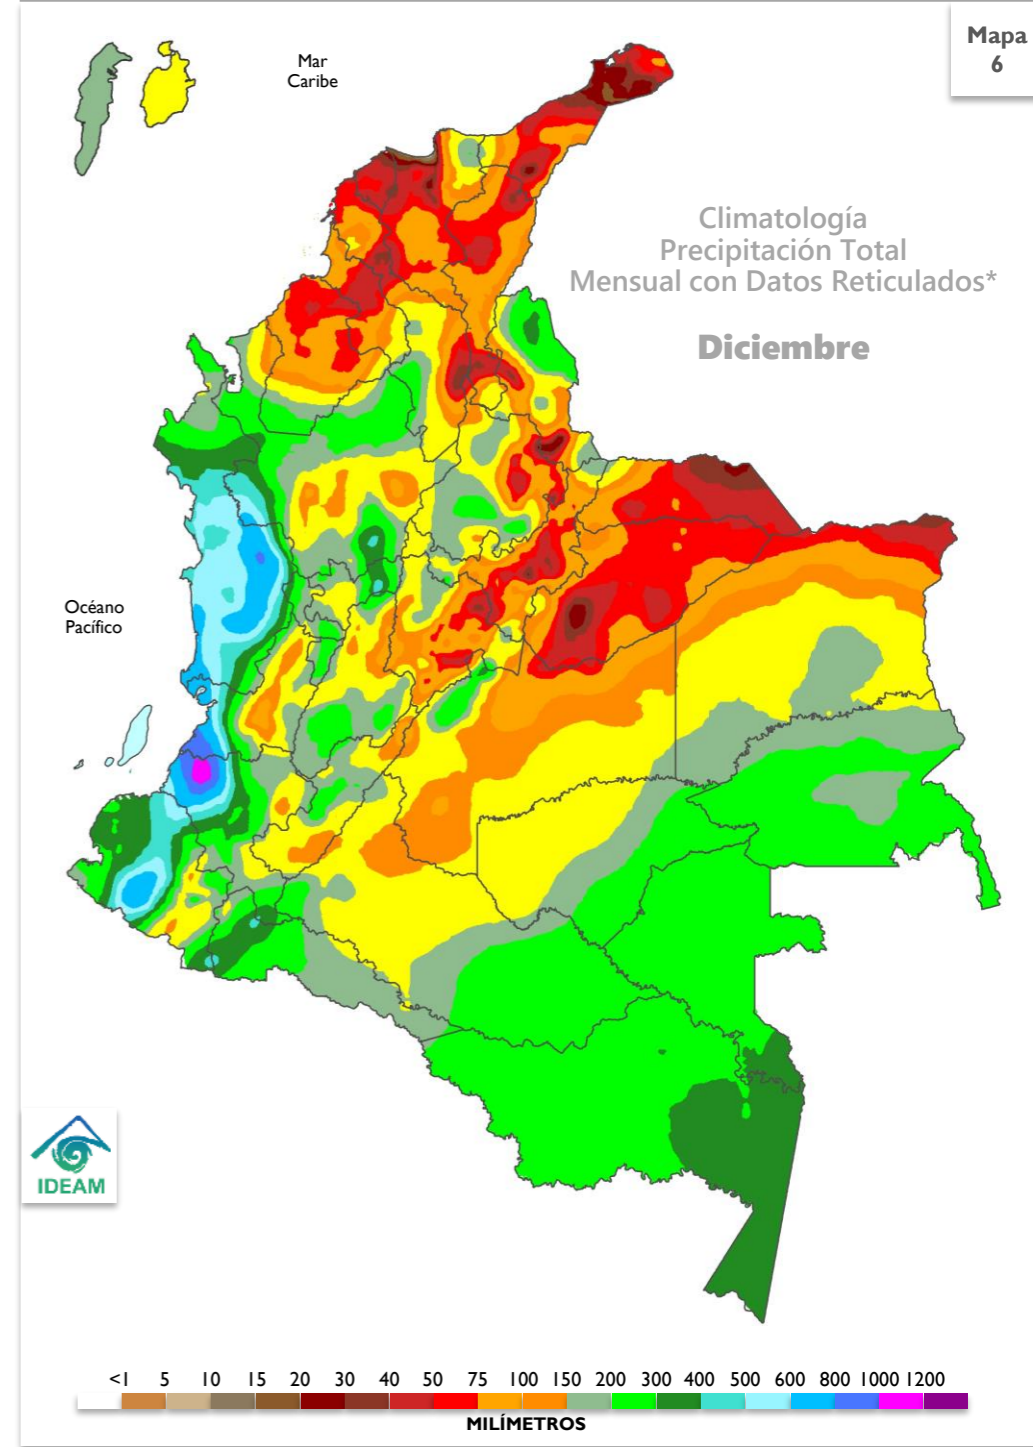 Mapa
6
Mar
Caribe
Climatología
Precipitación Total
Mensual con Datos Reticulados*
Diciembre
Océano
Pacífico
IDEAM
<1 5 10 15 20 30 40 50 75 100 150 200 300 400 500 600 800 1000 1200
MILÍMETROS